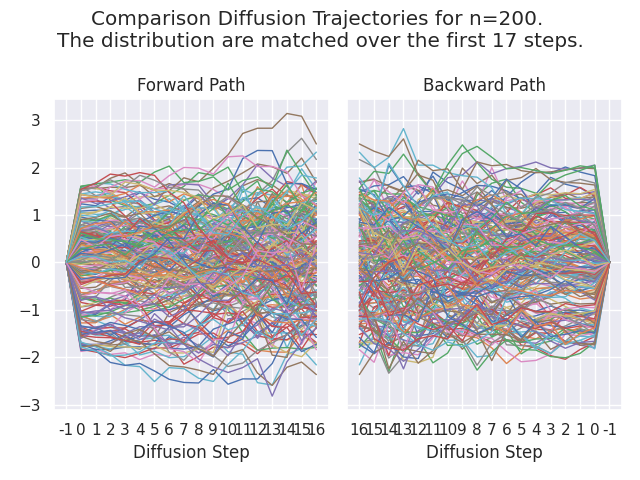 Comparison Diffusion Trajectories for n=200.
The distribution are matched over the first 17 steps.
Forward Path
Backward Path
3
2
1
0
−1
−2
−3
-1 0 1 2 3 4 5 6 7 8 9 10 11 12 13 14 15 16
16 15 14 13 12 11 10 9 8 7 6 5 4 3 2 1 0 -1
Diffusion Step
Diffusion Step